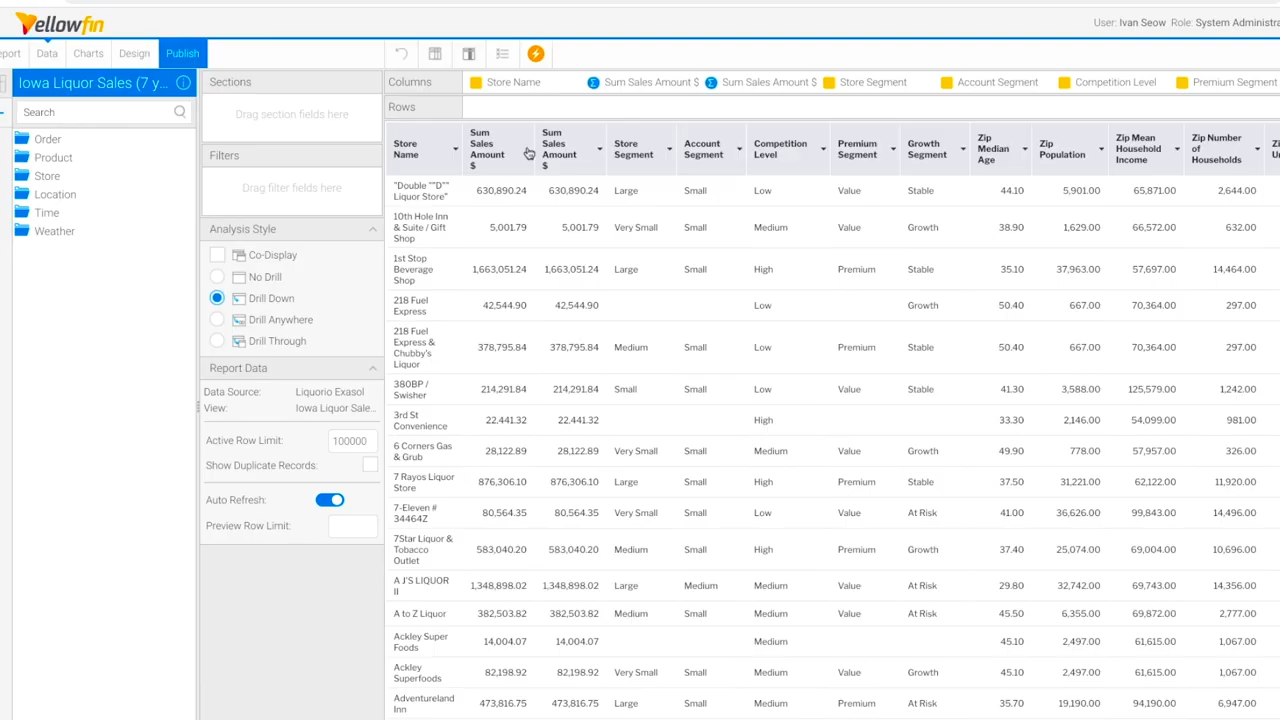 Yellowfin
User: Ivan Seow Role: System Administra
eport Data Charts Design Publish
Iowa Liquor Sales (7 y...
Search
Order
Product
Store
Location
Time
Weather
Sections
Drag section fields here
Filters
Drag filter fields here
Analysis Style
Co-Display
No Drill
Drill Down
Drill Anywhere
Drill Through
Report Data
Data Source: Liquorio Exasol
View: Iowa Liquor Sale...
Active Row Limit: 100000
Show Duplicate Records:
Auto Refresh:
Preview Row Limit:
Columns Store Name Sum Sales Amount $ Sum Sales Amount $ Store Segment Account Segment Competition Level Premium Segment
Rows
Store Name Sum Sales Amount $ Sum Sales Amount $ Store Segment Account Segment Competition Level Premium Segment Growth Segment Zip Median Age Zip Population Zip Mean Household Income Zip Number of Households Zi Ur
"Double ""D"" Liquor Store" 630,890.24 630,890.24 Large Small Low Value Stable 44.10 5,901.00 65,871.00 2,644.00
10th Hole Inn & Suite / Gift Shop 5,001.79 5,001.79 Very Small Small Medium Value Growth 38.90 1,629.00 66,572.00 632.00
1st Stop Beverage Shop 1,663,051.24 1,663,051.24 Large Small High Premium Stable 35.10 37,963.00 57,697.00 14,464.00
218 Fuel Express 42,544.90 42,544.90 Low Growth 50.40 667.00 70,364.00 297.00
218 Fuel Express & Chubby's Liquor 378,795.84 378,795.84 Medium Small Low Premium Stable 50.40 667.00 70,364.00 297.00
380BP / Swisher 214,291.84 214,291.84 Small Small Low Value Stable 41.30 3,588.00 125,579.00 1,242.00
3rd St Convenience 22,441.32 22,441.32 High 33.30 2,146.00 54,099.00 981.00
6 Corners Gas & Grub 28,122.89 28,122.89 Very Small Small Medium Value Growth 49.90 778.00 57,957.00 326.00
7 Rayos Liquor Store 876,306.10 876,306.10 Large Small High Premium Stable 37.50 31,221.00 62,122.00 11,920.00
7-Eleven # 34464Z 80,564.35 80,564.35 Very Small Small Low Value At Risk 41.00 36,626.00 99,843.00 14,496.00
7Star Liquor & Tobacco Outlet 583,040.20 583,040.20 Medium Small High Premium Growth 37.40 25,074.00 69,004.00 10,696.00
A J'S LIQUOR II 1,348,898.02 1,348,898.02 Large Medium Medium Value At Risk 29.80 32,742.00 69,743.00 14,356.00
A to Z Liquor 382,503.82 382,503.82 Medium Small Medium Value At Risk 45.50 6,355.00 69,872.00 2,777.00
Ackley Super Foods 14,004.07 14,004.07 Medium 45.10 2,497.00 61,615.00 1,067.00
Ackley Superfoods 82,198.92 82,198.92 Very Small Small Medium Value Growth 45.10 2,497.00 61,615.00 1,067.00
Adventureland Inn 473,816.75 473,816.75 Large Small Medium Premium Growth 35.70 19,190.00 94,190.00 6,947.00